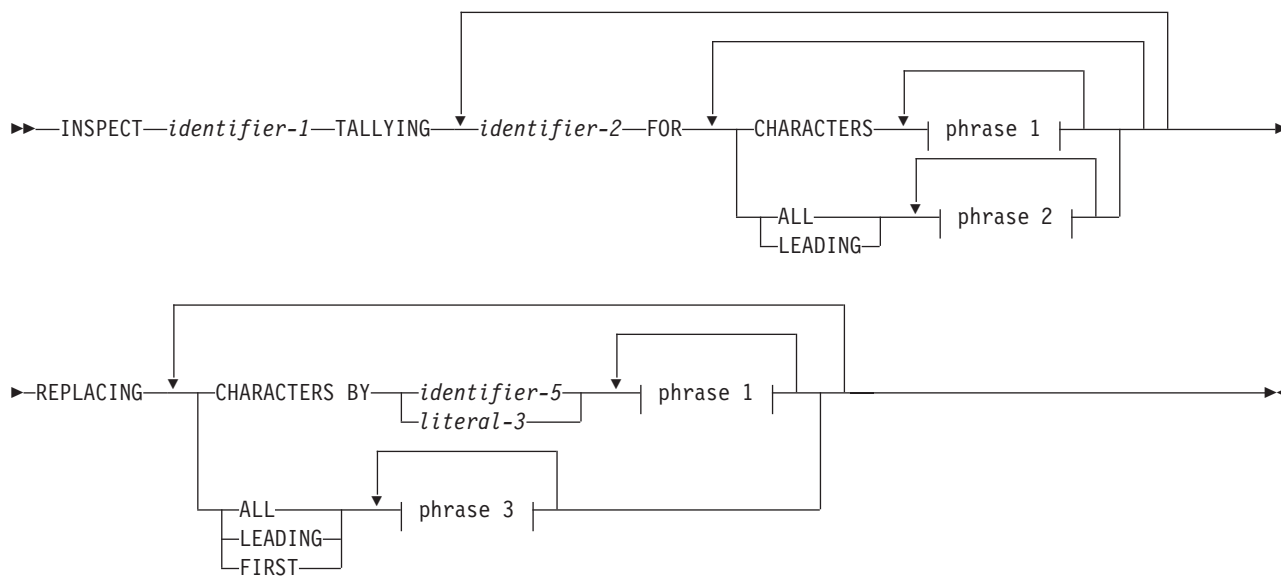 INSPECT identifier-1 TALLYING identifier-2 FOR CHARACTERS phrase 1
ALL phrase 2
LEADING
REPLACING CHARACTERS BY identifier-5 phrase 1
literal-3
ALL phrase 3
LEADING
FIRST